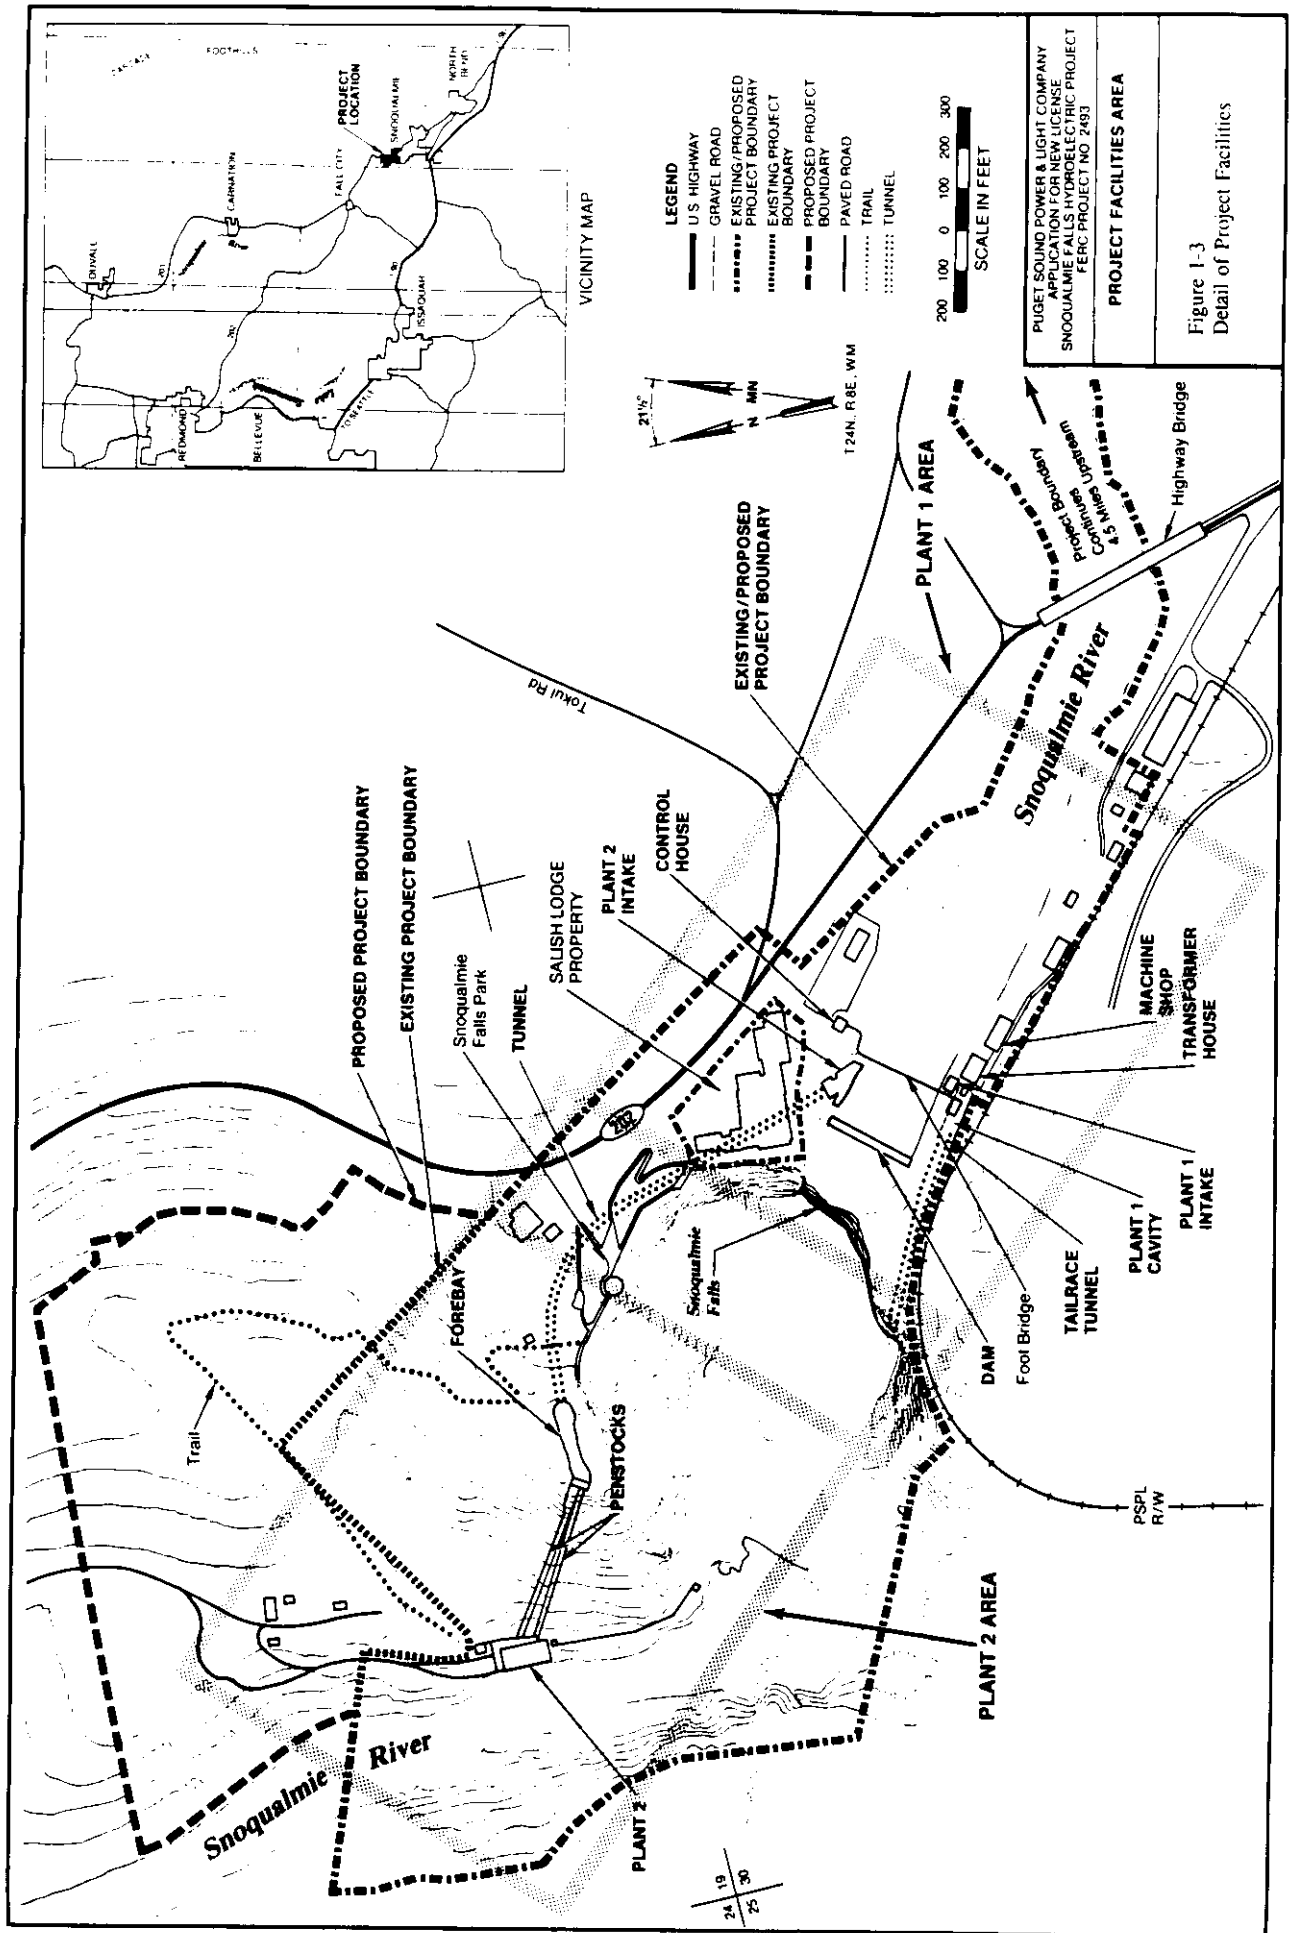 CASCADE
FOOTHILLS
DUVALL
CARNATION
FALL CITY
PROJECT
LOCATION
SNOQUALMIE
NORTH
BEND
REDMOND
BELLEVUE
TO SEATTLE
ISSAQUAH
202
VICINITY MAP
LEGEND
U.S. HIGHWAY
GRAVEL ROAD
EXISTING/PROPOSED
PROJECT BOUNDARY
EXISTING PROJECT
BOUNDARY
PROPOSED PROJECT
BOUNDARY
PAVED ROAD
TRAIL
TUNNEL
200 100 0 100 200 300
SCALE IN FEET
21½°
N MN
T24N, R8E, WM
PUGET SOUND POWER & LIGHT COMPANY
APPLICATION FOR NEW LICENSE
SNOQUALMIE FALLS HYDROELECTRIC PROJECT
FERC PROJECT NO 2493
PROJECT FACILITIES AREA
Figure 1-3
Detail of Project Facilities
PROPOSED PROJECT BOUNDARY
EXISTING PROJECT BOUNDARY
Snoqualmie
Falls Park
TUNNEL
SALISH LODGE
PROPERTY
PLANT 2
INTAKE
CONTROL
HOUSE
Tokul Rd
EXISTING/PROPOSED
PROJECT BOUNDARY
PLANT 1 AREA
Project Boundary
Continues Upstream
4.5 Miles
Highway Bridge
Snoqualmie River
202
Trail
FOREBAY
PENSTOCKS
Snoqualmie
Falls
DAM
Foot Bridge
TAILRACE
TUNNEL
PLANT 1
CAVITY
PLANT 1
INTAKE
MACHINE
SHOP
TRANSFORMER
HOUSE
PSPL
R/W
PLANT 2 AREA
Snoqualmie River
PLANT 2
24 19
25 30